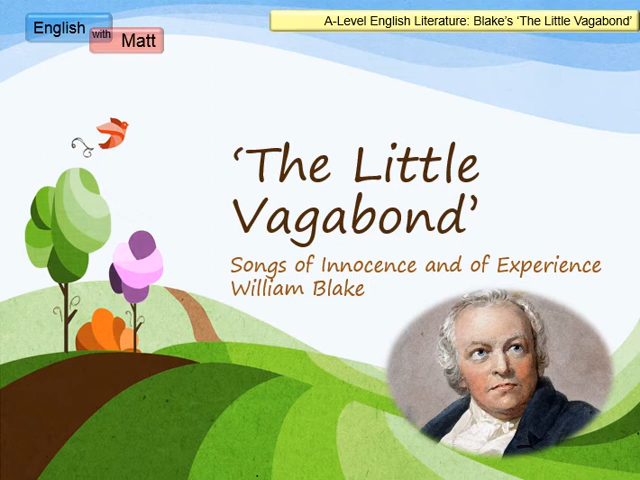 English
with
Matt
A-Level English Literature: Blake's 'The Little Vagabond'
‘The Little
Vagabond’
Songs of Innocence and of Experience
William Blake